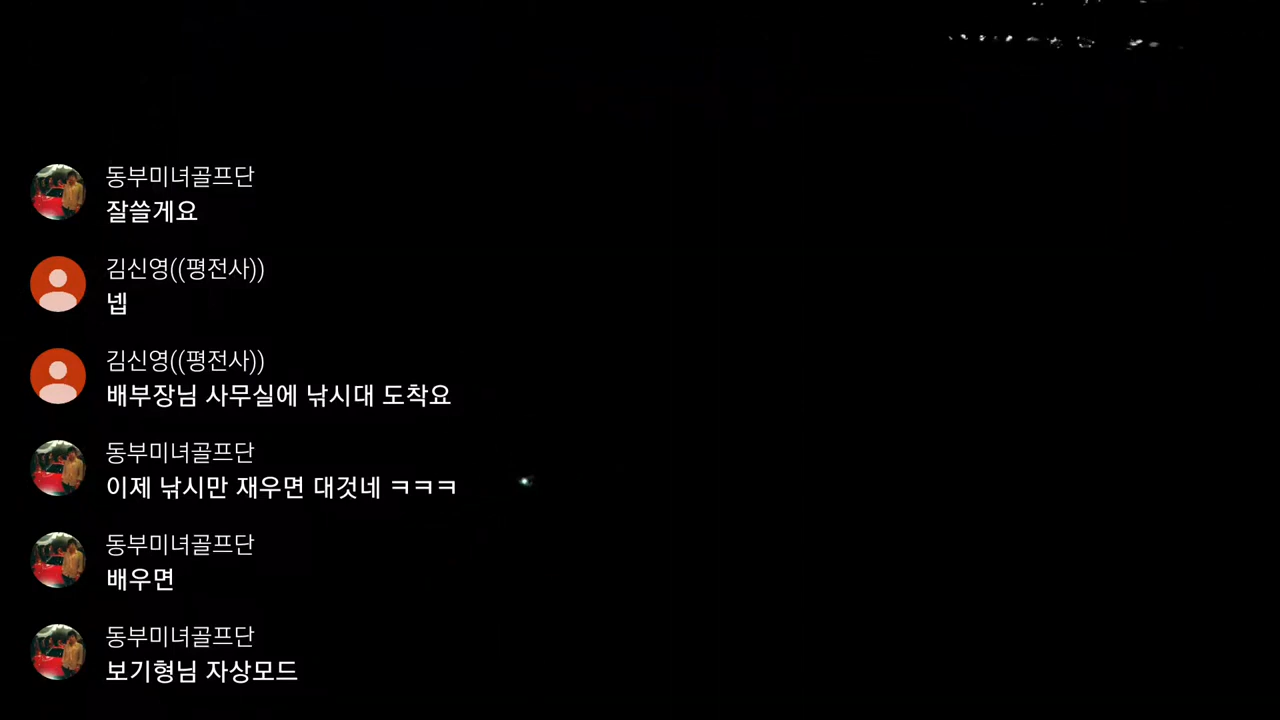 동부미녀골프단
잘쓸게요
김신영((평전사))
넵
김신영((평전사))
배부장님 사무실에 낚시대 도착요
동부미녀골프단
이제 낚시만 재우면 대것네 ㅋㅋㅋ
동부미녀골프단
배우면
동부미녀골프단
보기형님 자상모드